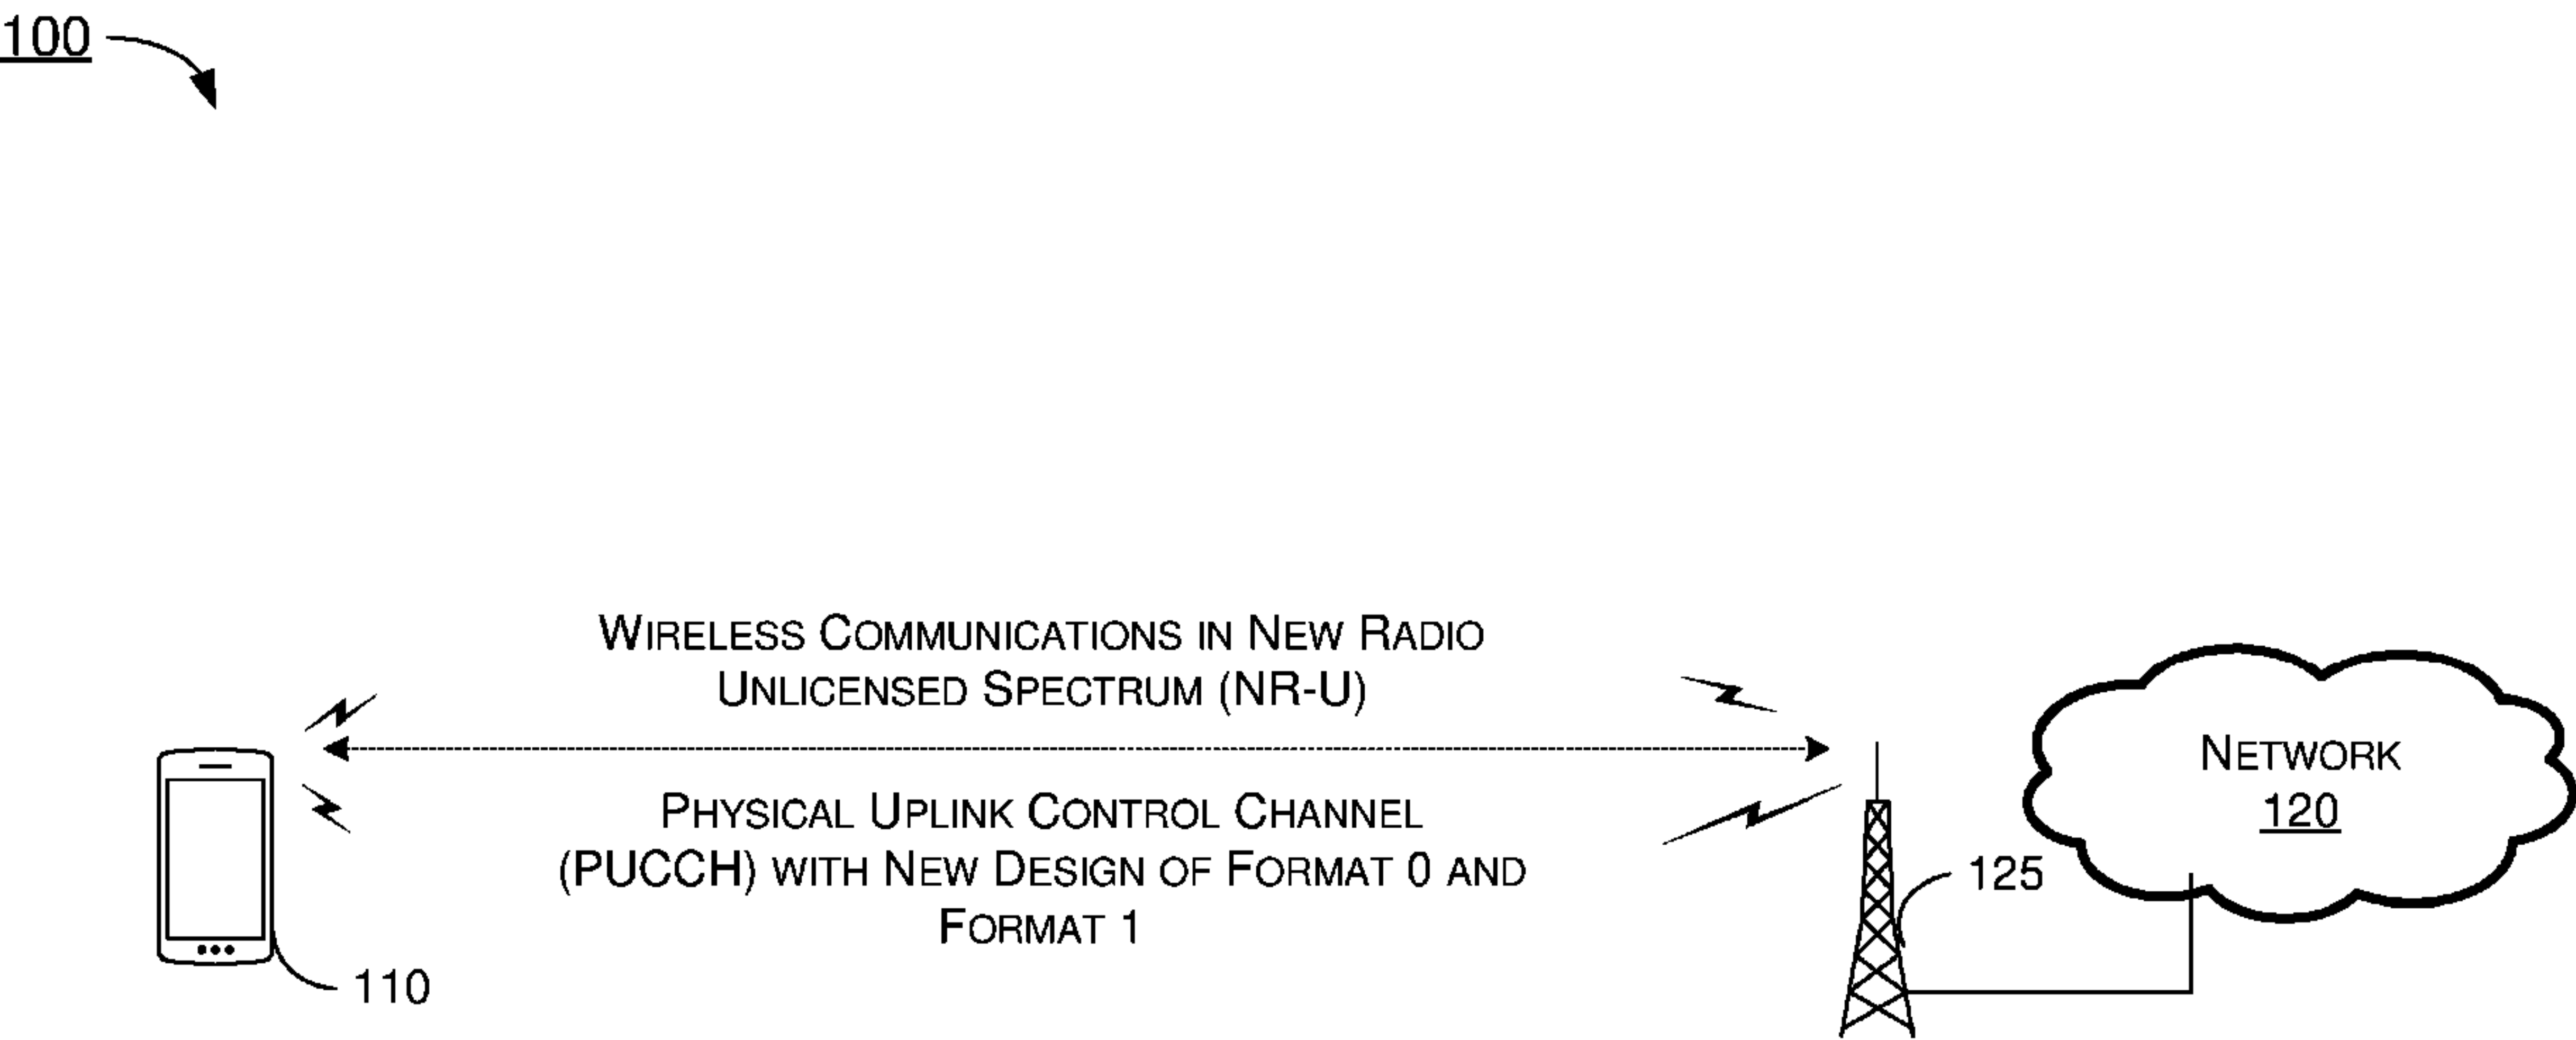 100
WIRELESS COMMUNICATIONS IN NEW RADIO
UNLICENSED SPECTRUM (NR-U)
PHYSICAL UPLINK CONTROL CHANNEL
(PUCCH) WITH NEW DESIGN OF FORMAT 0 AND
FORMAT 1
110
125
NETWORK
120